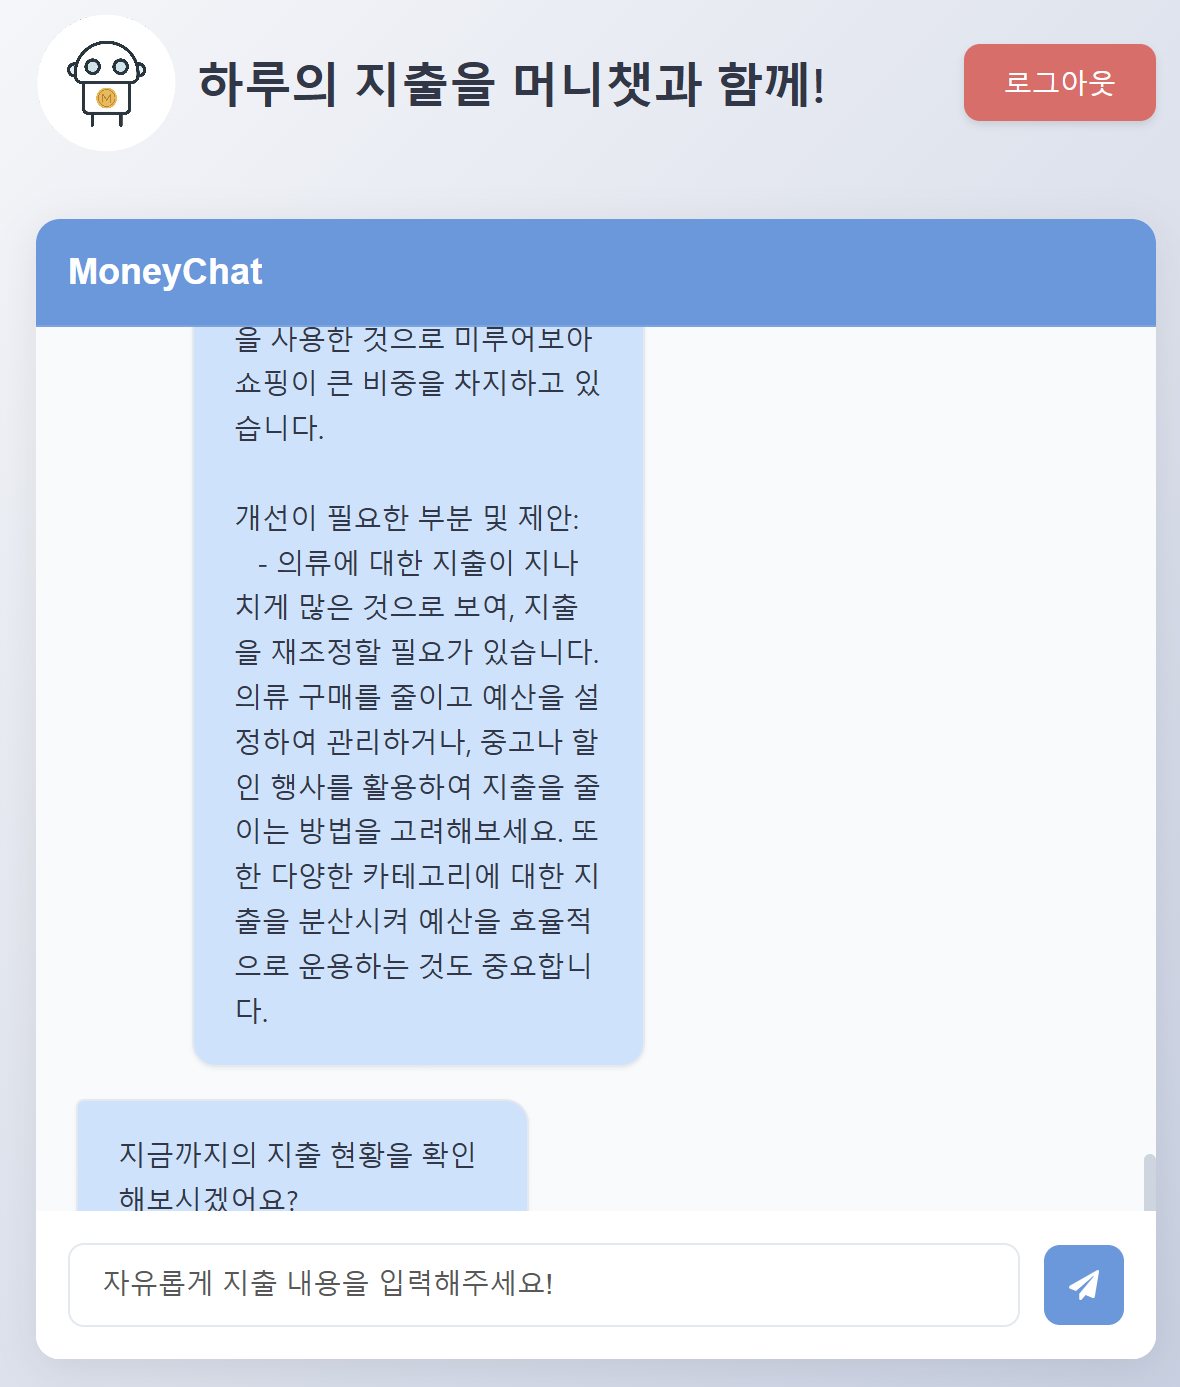 하루의 지출을 머니챗과 함께!
로그아웃
MoneyChat
을 사용한 것으로 미루어보아
쇼핑이 큰 비중을 차지하고 있
습니다.
개선이 필요한 부분 및 제안:
- 의류에 대한 지출이 지나
치게 많은 것으로 보여, 지출
을 재조정할 필요가 있습니다.
의류 구매를 줄이고 예산을 설
정하여 관리하거나, 중고나 할
인 행사를 활용하여 지출을 줄
이는 방법을 고려해보세요. 또
한 다양한 카테고리에 대한 지
출을 분산시켜 예산을 효율적
으로 운용하는 것도 중요합니
다.
지금까지의 지출 현황을 확인
해보시겠어요?
자유롭게 지출 내용을 입력해주세요!